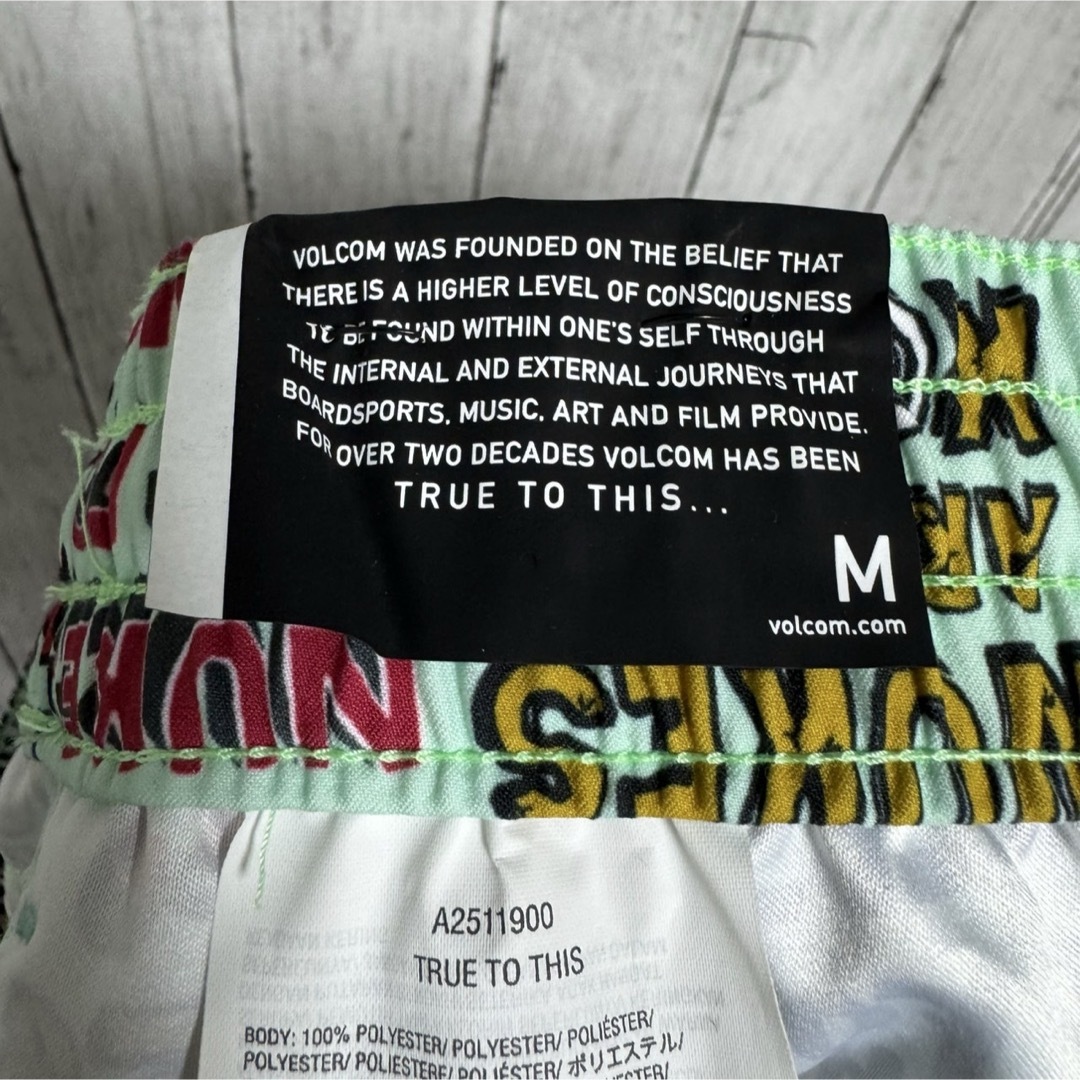 VOLCOM WAS FOUNDED ON THE BELIEF THAT
THERE IS A HIGHER LEVEL OF CONSCIOUSNESS
TO BE FOUND WITHIN ONE'S SELF THROUGH
THE INTERNAL AND EXTERNAL JOURNEYS THAT
BOARDSPORTS, MUSIC, ART AND FILM PROVIDE.
FOR OVER TWO DECADES VOLCOM HAS BEEN
TRUE TO THIS...
M
volcom.com
NUKE
NUKES
A2511900
TRUE TO THIS
BODY: 100% POLYESTER/ POLYESTER/ POLIÉSTER/
POLYESTER/ POLIESTERE/ POLIÉSTER/ ポリエステル/